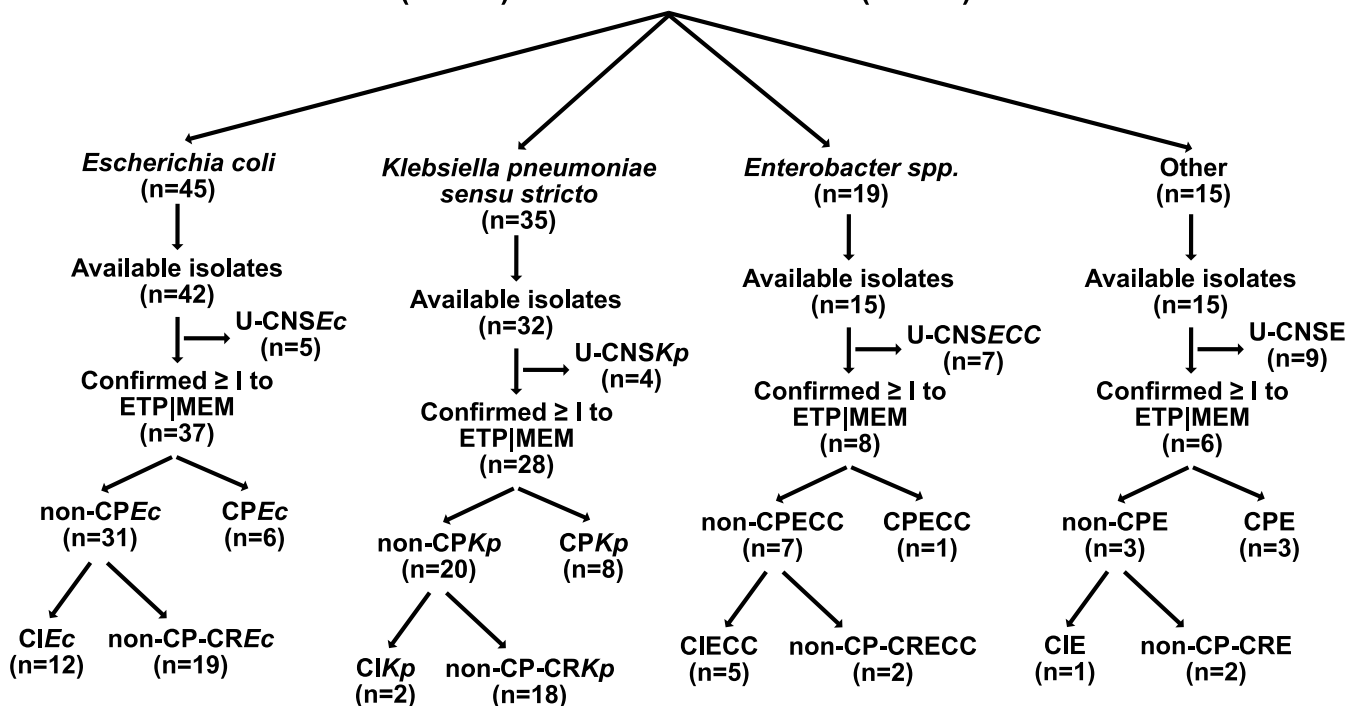 Escherichia coli
(n=45)
Available isolates
(n=42)
U-CNSEc
(n=5)
Confirmed ≥ I to
ETP|MEM
(n=37)
non-CPEc
(n=31)
CPEc
(n=6)
CIEc
(n=12)
non-CP-CREc
(n=19)
Klebsiella pneumoniae
sensu stricto
(n=35)
Available isolates
(n=32)
U-CNSKp
(n=4)
Confirmed ≥ I to
ETP|MEM
(n=28)
non-CPKp
(n=20)
CPKp
(n=8)
CIKp
(n=2)
non-CP-CRKp
(n=18)
Enterobacter spp.
(n=19)
Available isolates
(n=15)
U-CNSECC
(n=7)
Confirmed ≥ I to
ETP|MEM
(n=8)
non-CPECC
(n=7)
CPECC
(n=1)
CIECC
(n=5)
non-CP-CRECC
(n=2)
Other
(n=15)
Available isolates
(n=15)
U-CNSE
(n=9)
Confirmed ≥ I to
ETP|MEM
(n=6)
non-CPE
(n=3)
CPE
(n=3)
CIE
(n=1)
non-CP-CRE
(n=2)